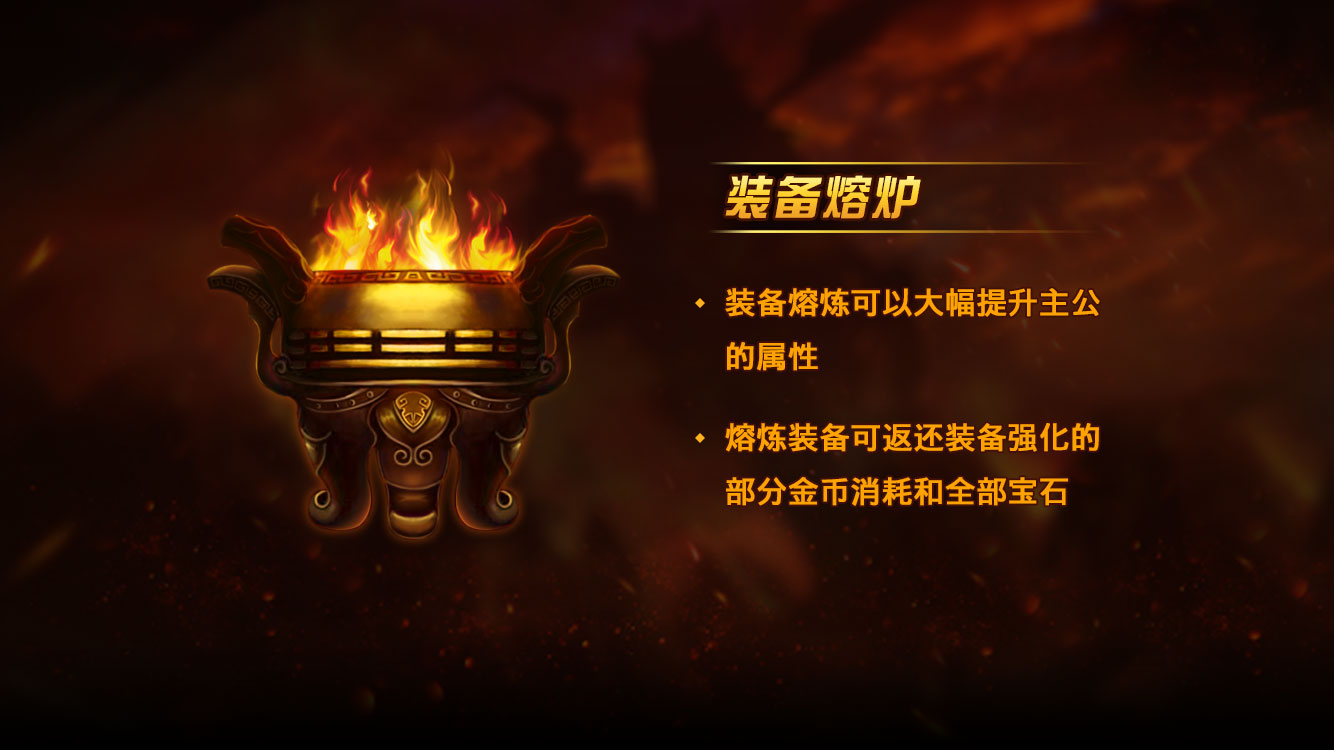 装备熔炉
装备熔炼可以大幅提升主公
的属性
熔炼装备可返还装备强化的
部分金币消耗和全部宝石